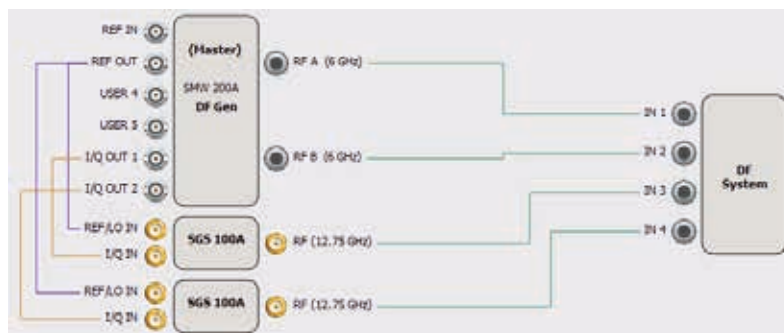 REF IN
REF OUT
USER 4
USER 5
I/Q OUT 1
I/Q OUT 2
(Master)
SMW 200A
DF Gen
RF A (6 GHz)
RF B (6 GHz)
REF/LO IN
I/Q IN
SGS 100A
RF (12.75 GHz)
REF/LO IN
I/Q IN
SGS 100A
RF (12.75 GHz)
IN 1
IN 2
IN 3
IN 4
DF
System